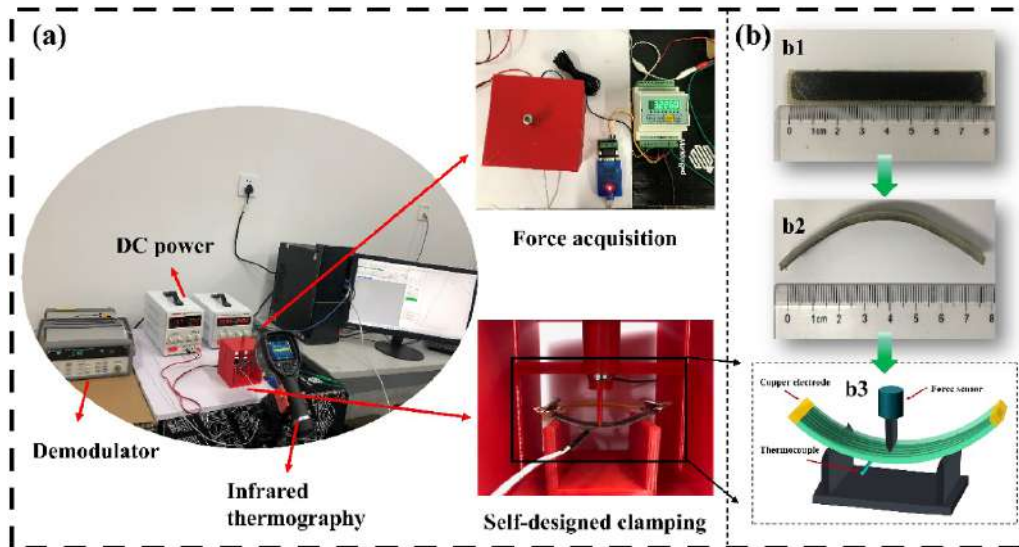 (a)
DC power
Demodulator
Infrared
thermography
32260
Force acquisition
Self-designed clamping
(b)
b1
0 1cm 2 3 4 5 6 7 8
b2
0 1cm 2 3 4 5 6 7 8
b3
Copper electrode
Force sensor
Thermocouple